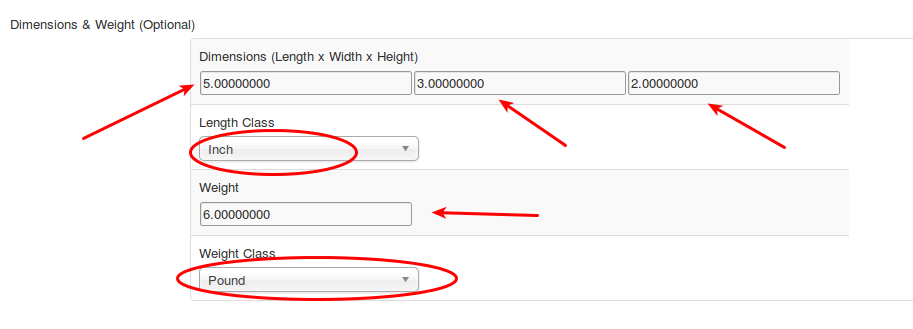 Dimensions & Weight (Optional)
Dimensions (Length x Width x Height)
5.00000000 3.00000000 2.00000000
Length Class
Inch
Weight
6.00000000
Weight Class
Pound